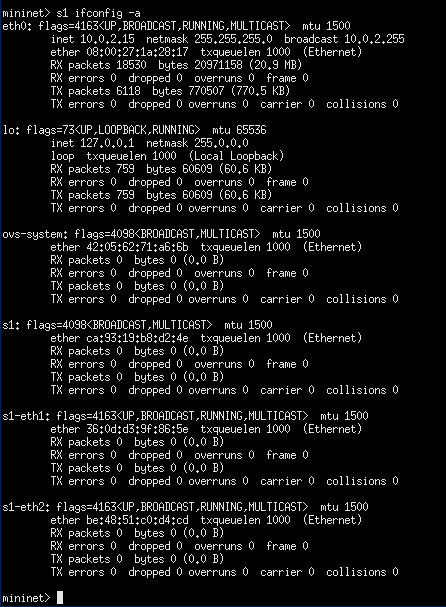 mininet> s1 ifconfig -a
eth0: flags=4163<UP,BROADCAST,RUNNING,MULTICAST>  mtu 1500
        inet 10.0.2.15  netmask 255.255.255.0  broadcast 10.0.2.255
        ether 08:00:27:1a:28:17  txqueuelen 1000  (Ethernet)
        RX packets 18530  bytes 20971158 (20.9 MB)
        RX errors 0  dropped 0  overruns 0  frame 0
        TX packets 6118  bytes 770507 (770.5 KB)
        TX errors 0  dropped 0 overruns 0  carrier 0  collisions 0
lo: flags=73<UP,LOOPBACK,RUNNING>  mtu 65536
        inet 127.0.0.1  netmask 255.0.0.0
        loop  txqueuelen 1000  (Local Loopback)
        RX packets 759  bytes 60609 (60.6 KB)
        RX errors 0  dropped 0  overruns 0  frame 0
        TX packets 759  bytes 60609 (60.6 KB)
        TX errors 0  dropped 0 overruns 0  carrier 0  collisions 0
ovs-system: flags=4098<BROADCAST,MULTICAST>  mtu 1500
        ether 42:05:62:71:a6:6b  txqueuelen 1000  (Ethernet)
        RX packets 0  bytes 0 (0.0 B)
        RX errors 0  dropped 0  overruns 0  frame 0
        TX packets 0  bytes 0 (0.0 B)
        TX errors 0  dropped 0 overruns 0  carrier 0  collisions 0
s1: flags=4098<BROADCAST,MULTICAST>  mtu 1500
        ether ca:93:19:b8:d2:4e  txqueuelen 1000  (Ethernet)
        RX packets 0  bytes 0 (0.0 B)
        RX errors 0  dropped 0  overruns 0  frame 0
        TX packets 0  bytes 0 (0.0 B)
        TX errors 0  dropped 0 overruns 0  carrier 0  collisions 0
s1-eth1: flags=4163<UP,BROADCAST,RUNNING,MULTICAST>  mtu 1500
        ether 36:0d:d3:9f:86:5e  txqueuelen 1000  (Ethernet)
        RX packets 0  bytes 0 (0.0 B)
        RX errors 0  dropped 0  overruns 0  frame 0
        TX packets 0  bytes 0 (0.0 B)
        TX errors 0  dropped 0 overruns 0  carrier 0  collisions 0
s1-eth2: flags=4163<UP,BROADCAST,RUNNING,MULTICAST>  mtu 1500
        ether be:48:51:c0:d4:cd  txqueuelen 1000  (Ethernet)
        RX packets 0  bytes 0 (0.0 B)
        RX errors 0  dropped 0  overruns 0  frame 0
        TX packets 0  bytes 0 (0.0 B)
        TX errors 0  dropped 0 overruns 0  carrier 0  collisions 0
mininet>